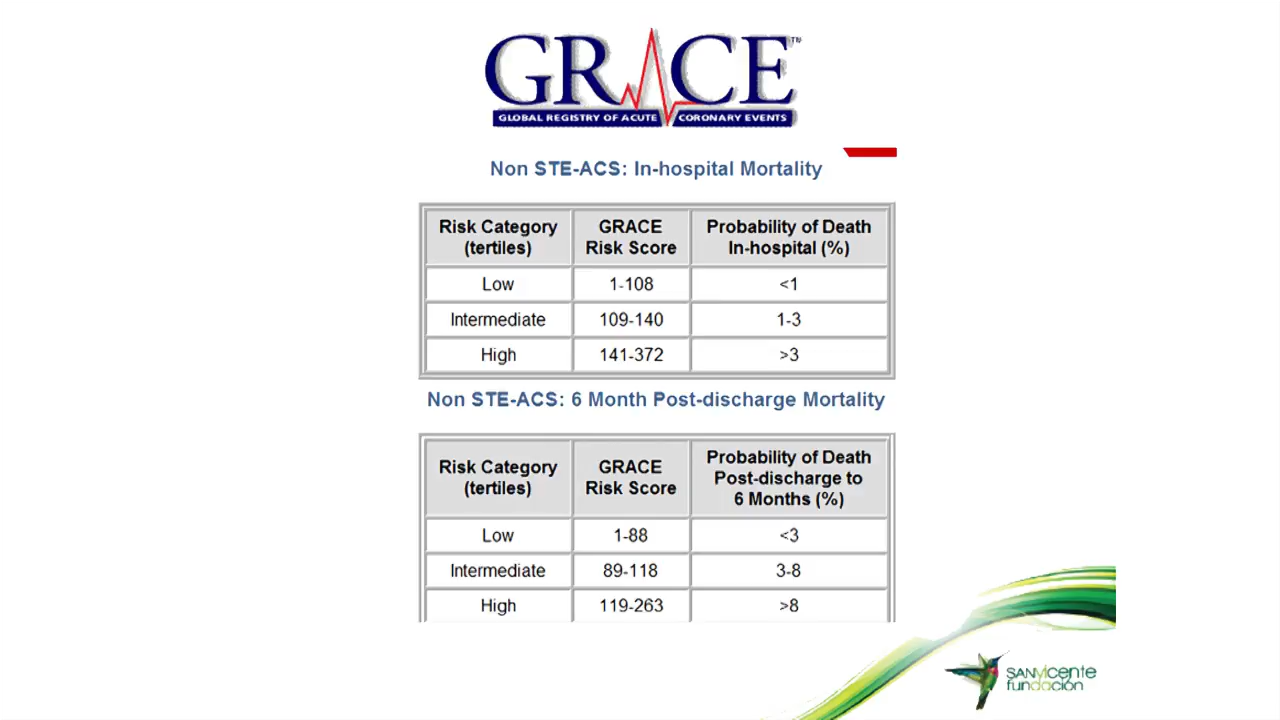 GRACE™
GLOBAL REGISTRY OF ACUTE CORONARY EVENTS
Non STE-ACS: In-hospital Mortality
Risk Category (tertiles) GRACE Risk Score Probability of Death In-hospital (%)
Low 1-108 <1
Intermediate 109-140 1-3
High 141-372 >3
Non STE-ACS: 6 Month Post-discharge Mortality
Risk Category (tertiles) GRACE Risk Score Probability of Death Post-discharge to 6 Months (%)
Low 1-88 <3
Intermediate 89-118 3-8
High 119-263 >8
SANVICENTE
fundación